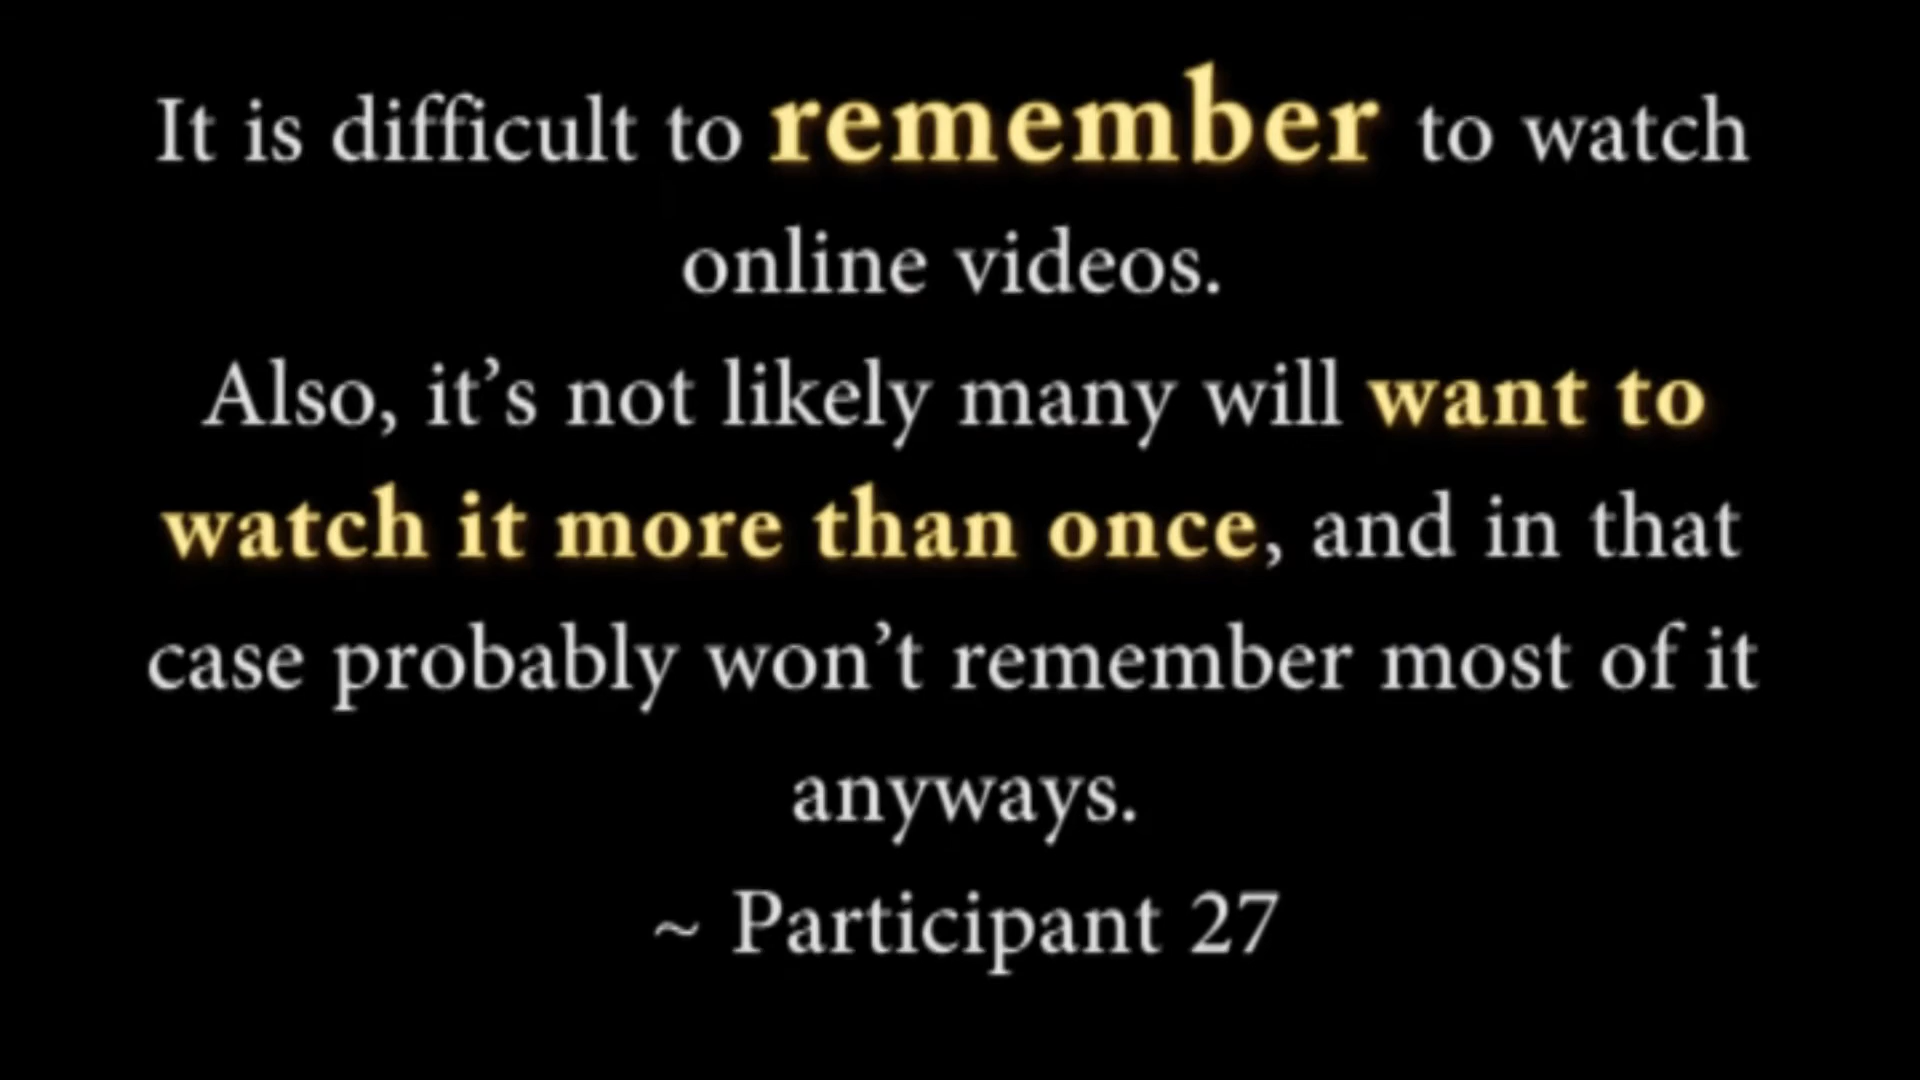 It is difficult to remember to watch
online videos.
Also, it’s not likely many will want to
watch it more than once, and in that
case probably won’t remember most of it
anyways.
~ Participant 27